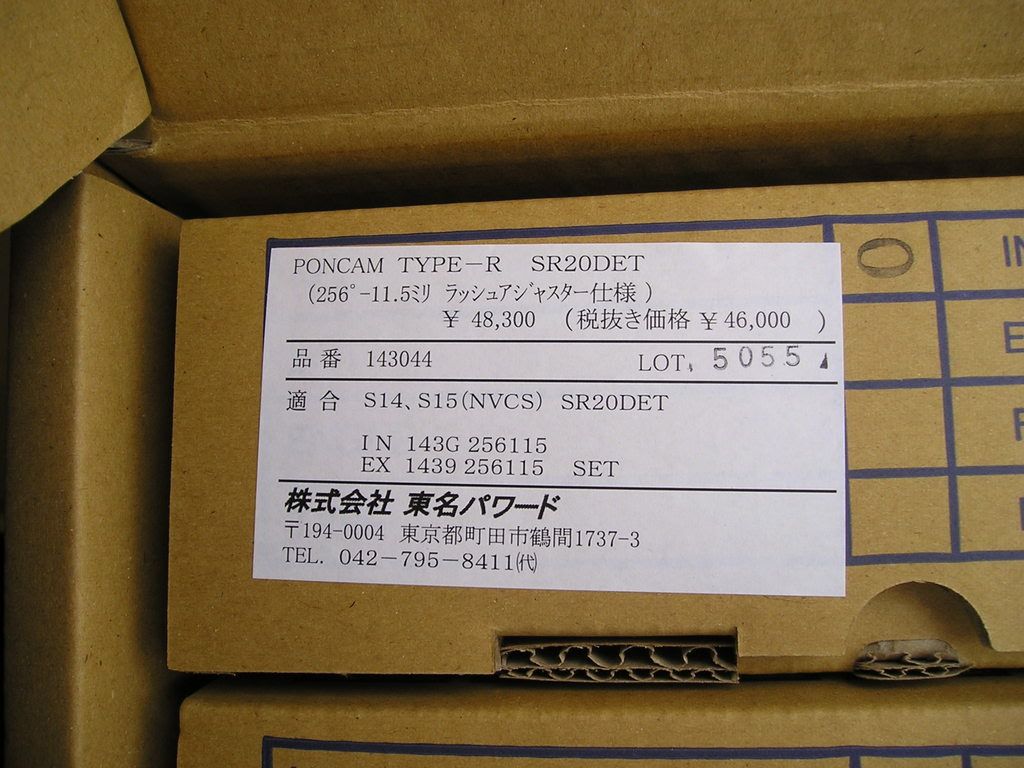 PONCAM TYPE-R SR20DET
(256°-11.5ミリ ラッシュアジャスター仕様)
¥ 48,300 (税抜き価格 ¥ 46,000 )
品番 143044 LOT. 5055
適合 S14、S15(NVCS) SR20DET
IN 143G 256115
EX 1439 256115 SET
株式会社 東名パワード
〒194-0004 東京都町田市鶴間1737-3
TEL. 042-795-8411㈹